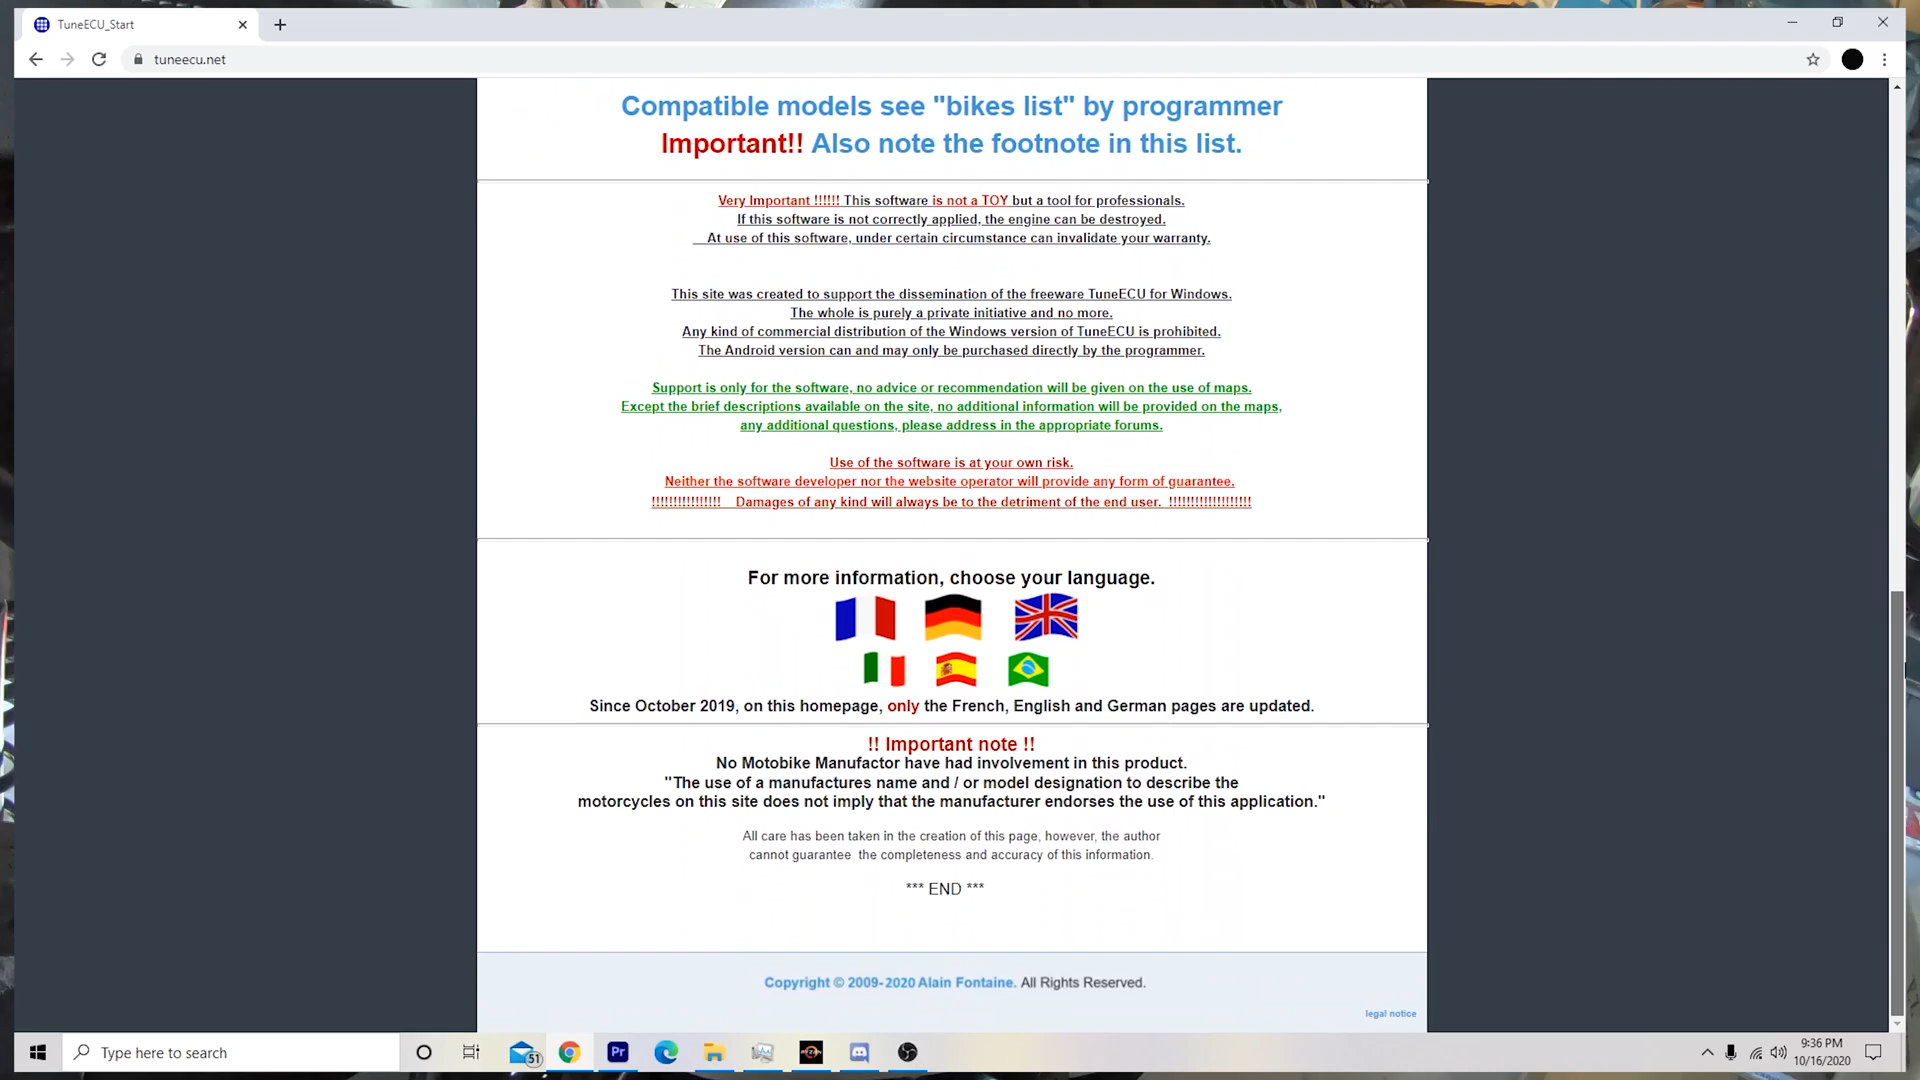 TuneECU_Start
tuneecu.net
Compatible models see "bikes list" by programmer
Important!! Also note the footnote in this list.
Very Important !!!!!! This software is not a TOY but a tool for professionals.
If this software is not correctly applied, the engine can be destroyed.
At use of this software, under certain circumstance can invalidate your warranty.
This site was created to support the dissemination of the freeware TuneECU for Windows.
The whole is purely a private initiative and no more.
Any kind of commercial distribution of the Windows version of TuneECU is prohibited.
The Android version can and may only be purchased directly by the programmer.
Support is only for the software, no advice or recommendation will be given on the use of maps.
Except the brief descriptions available on the site, no additional information will be provided on the maps,
any additional questions, please address in the appropriate forums.
Use of the software is at your own risk.
Neither the software developer nor the website operator will provide any form of guarantee.
!!!!!!!!!!!!!!!! Damages of any kind will always be to the detriment of the end user. !!!!!!!!!!!!!!!!!!!
For more information, choose your language.
Since October 2019, on this homepage, only the French, English and German pages are updated.
!! Important note !!
No Motobike Manufactor have had involvement in this product.
"The use of a manufactures name and / or model designation to describe the
motorcycles on this site does not imply that the manufacturer endorses the use of this application."
All care has been taken in the creation of this page, however, the author
cannot guarantee the completeness and accuracy of this information.
*** END ***
Copyright © 2009-2020 Alain Fontaine. All Rights Reserved.
legal notice
Type here to search
51
Pr
RYZEN
9:36 PM
10/16/2020